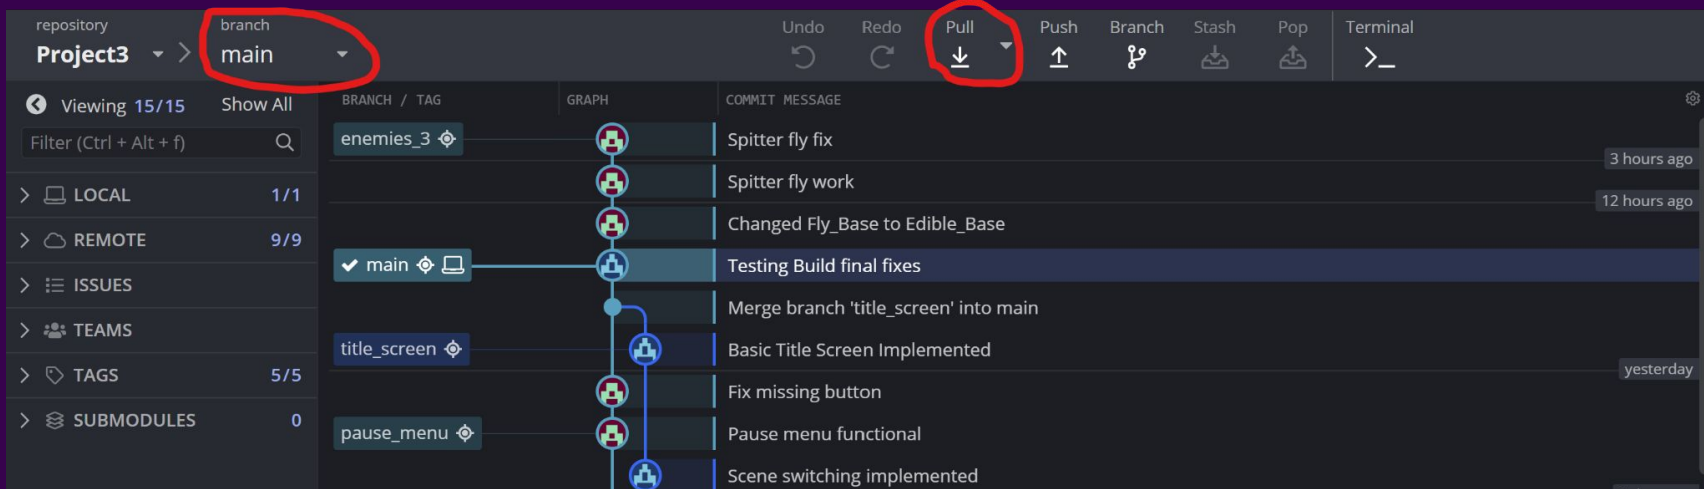 repository
Project3
branch
main
Undo
Redo
Pull
Push
Branch
Stash
Pop
Terminal
Viewing 15/15 Show All
Filter (Ctrl + Alt + f)
LOCAL 1/1
REMOTE 9/9
ISSUES
TEAMS
TAGS 5/5
SUBMODULES 0
BRANCH / TAG GRAPH COMMIT MESSAGE
enemies_3 Spitter fly fix
3 hours ago
Spitter fly work
12 hours ago
Changed Fly_Base to Edible_Base
main Testing Build final fixes
Merge branch 'title_screen' into main
title_screen Basic Title Screen Implemented
yesterday
Fix missing button
pause_menu Pause menu functional
Scene switching implemented